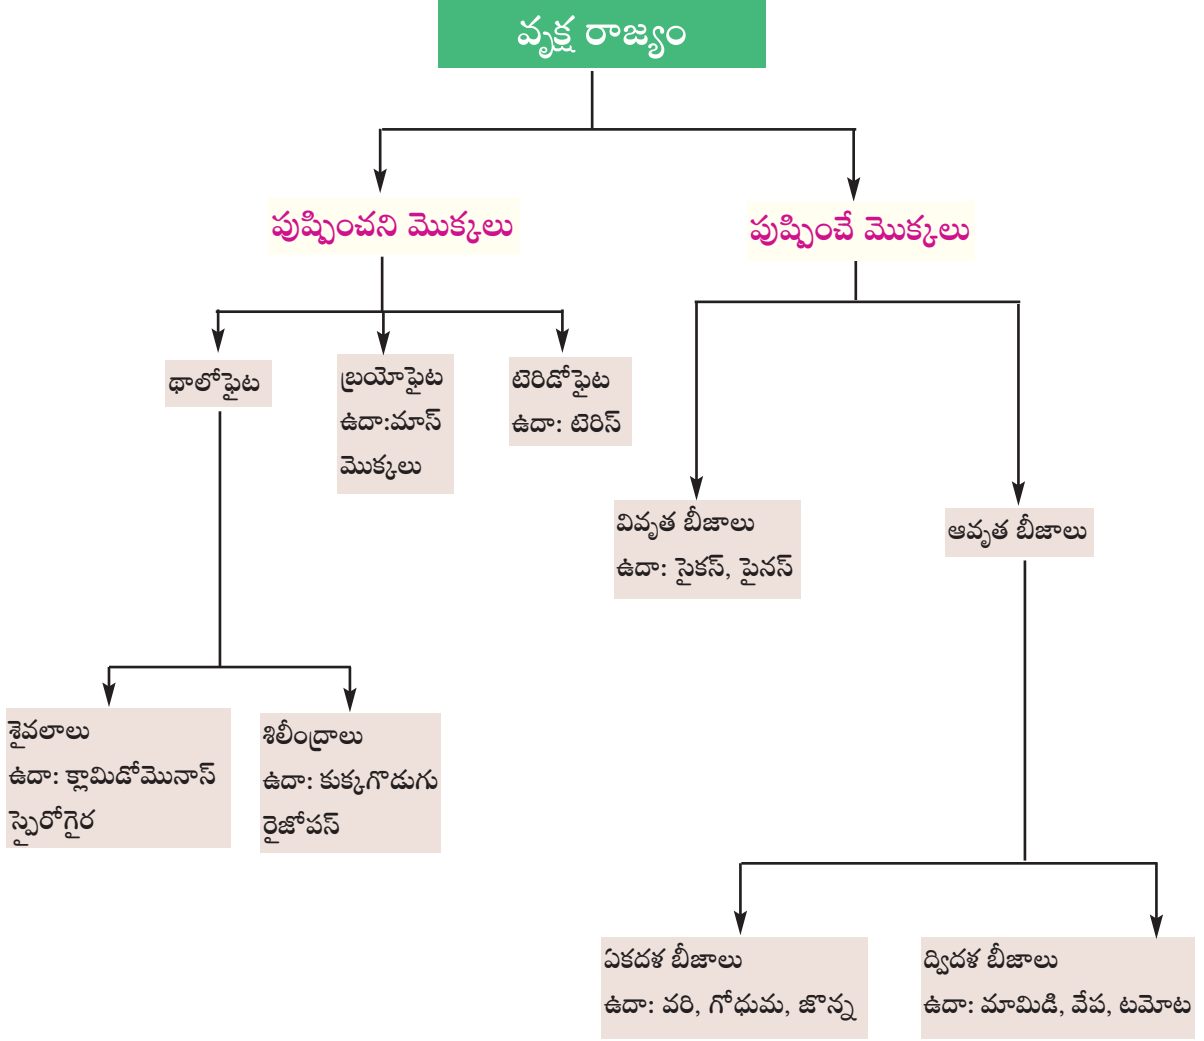 వృక్ష రాజ్యం
పుష్పించని మొక్కలు
పుష్పించే మొక్కలు
థాలోఫైట
బ్రయోఫైట
ఉదా:మాస్
మొక్కలు
టెరిడోఫైట
ఉదా: టెరిస్
వివృత బీజాలు
ఉదా: సైకస్, పైనస్
ఆవృత బీజాలు
శైవలాలు
ఉదా: క్లామిడోమొనాస్
స్పైరోగైర
శిలీంద్రాలు
ఉదా: కుక్కగొడుగు
రైజోపస్
ఏకదళ బీజాలు
ఉదా: వరి, గోధుమ, జొన్న
ద్విదళ బీజాలు
ఉదా: మామిడి, వేప, టమోట